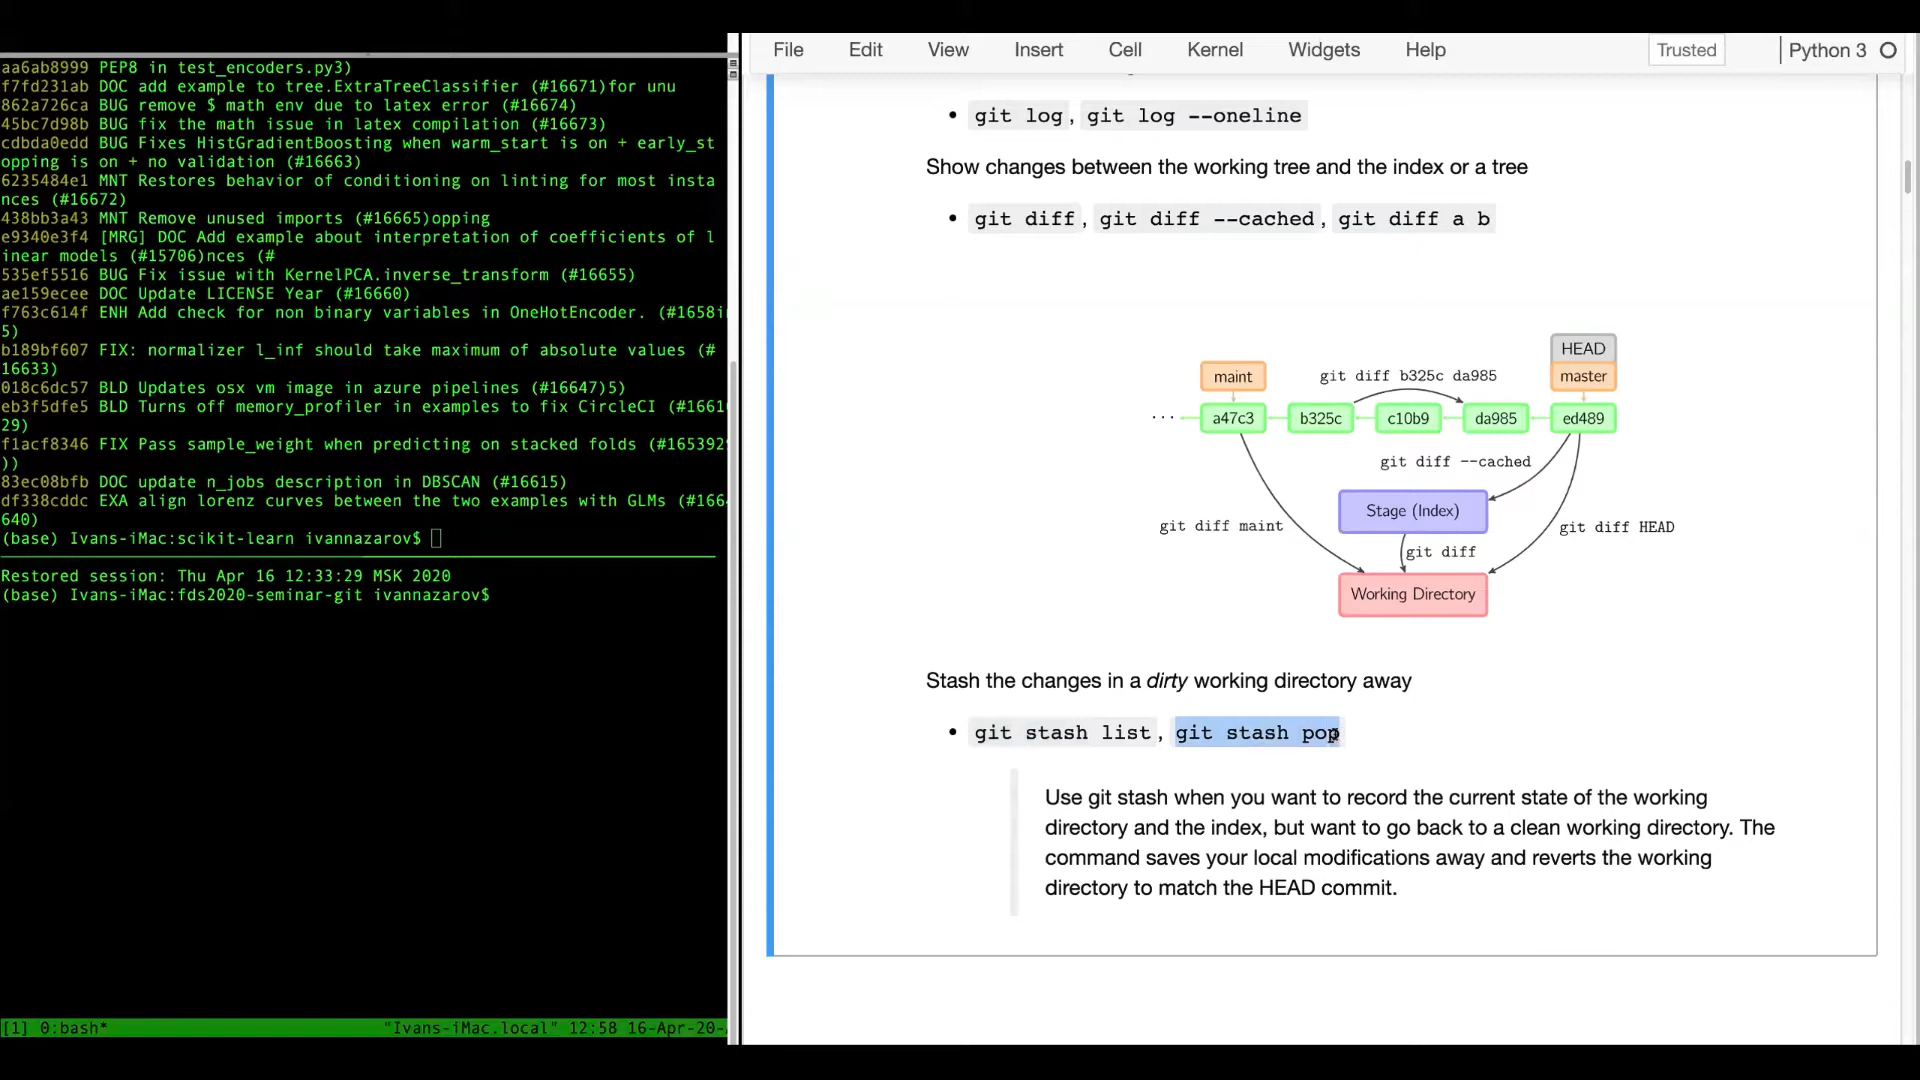 aa6ab8999 PEP8 in test_encoders.py3)
f7fd231ab DOC add example to tree.ExtraTreeClassifier (#16671)for unu
862a726ca BUG remove $ math env due to latex error (#16674)
45bc7d98b BUG fix the math issue in latex compilation (#16673)
cdbda0edd BUG Fixes HistGradientBoosting when warm_start is on + early_st
opping is on + no validation (#16663)
6235484e1 MNT Restores behavior of conditioning on linting for most insta
nces (#16672)
438bb3a43 MNT Remove unused imports (#16665)opping
e9340e3f4 [MRG] DOC Add example about interpretation of coefficients of l
inear models (#15706)nces (#
535ef5516 BUG Fix issue with KernelPCA.inverse_transform (#16655)
ae159ecee DOC Update LICENSE Year (#16660)
f763c614f ENH Add check for non binary variables in OneHotEncoder. (#1658i
5)
b189bf607 FIX: normalizer l_inf should take maximum of absolute values (#
16633)
018c6dc57 BLD Updates osx vm image in azure pipelines (#16647)5)
eb3f5dfe5 BLD Turns off memory_profiler in examples to fix CircleCI (#1661
29)
f1acf8346 FIX Pass sample_weight when predicting on stacked folds (#165392
))
83ec08bfb DOC update n_jobs description in DBSCAN (#16615)
df338cddc EXA align lorenz curves between the two examples with GLMs (#166
640)
(base) Ivans-iMac:scikit-learn ivannazarov$
Restored session: Thu Apr 16 12:33:29 MSK 2020
(base) Ivans-iMac:fds2020-seminar-git ivannazarov$
[1] 0:bash* "Ivans-iMac.local" 12:58 16-Apr-20
File Edit View Insert Cell Kernel Widgets Help Trusted Python 3
• git log, git log --oneline
Show changes between the working tree and the index or a tree
• git diff, git diff --cached, git diff a b
HEAD
maint git diff b325c da985 master
... a47c3 b325c c10b9 da985 ed489
git diff --cached
Stage (Index)
git diff maint git diff HEAD
git diff
Working Directory
Stash the changes in a dirty working directory away
• git stash list, git stash pop
Use git stash when you want to record the current state of the working
directory and the index, but want to go back to a clean working directory. The
command saves your local modifications away and reverts the working
directory to match the HEAD commit.